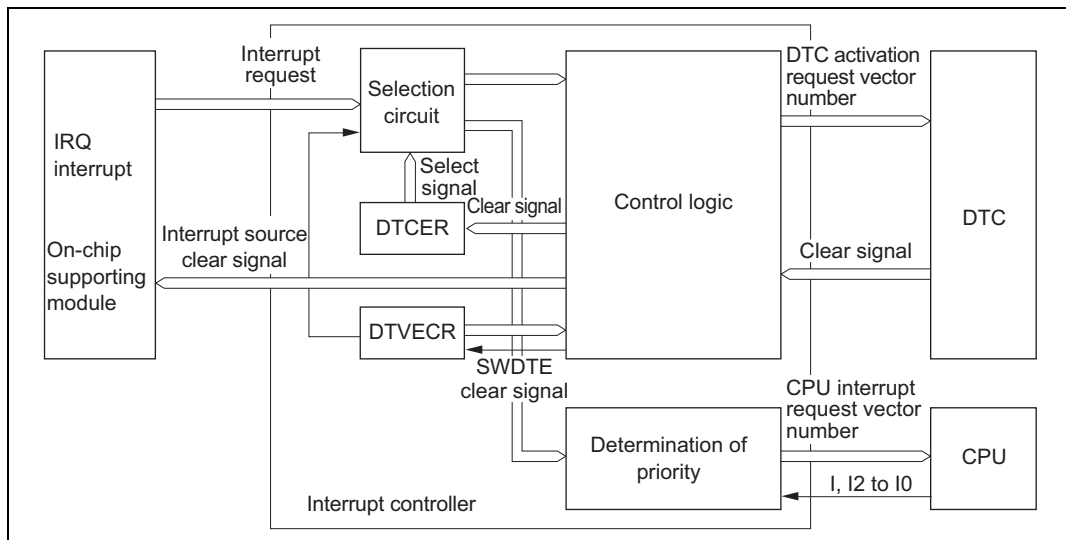 Interrupt
request
IRQ
interrupt
On-chip
supporting
module
Selection
circuit
Select
signal
DTCER
Clear signal
Interrupt source
clear signal
DTVECR
SWDTE
clear signal
Control logic
DTC activation
request vector
number
DTC
Clear signal
Determination of
priority
CPU interrupt
request vector
number
CPU
I, I2 to I0
Interrupt controller